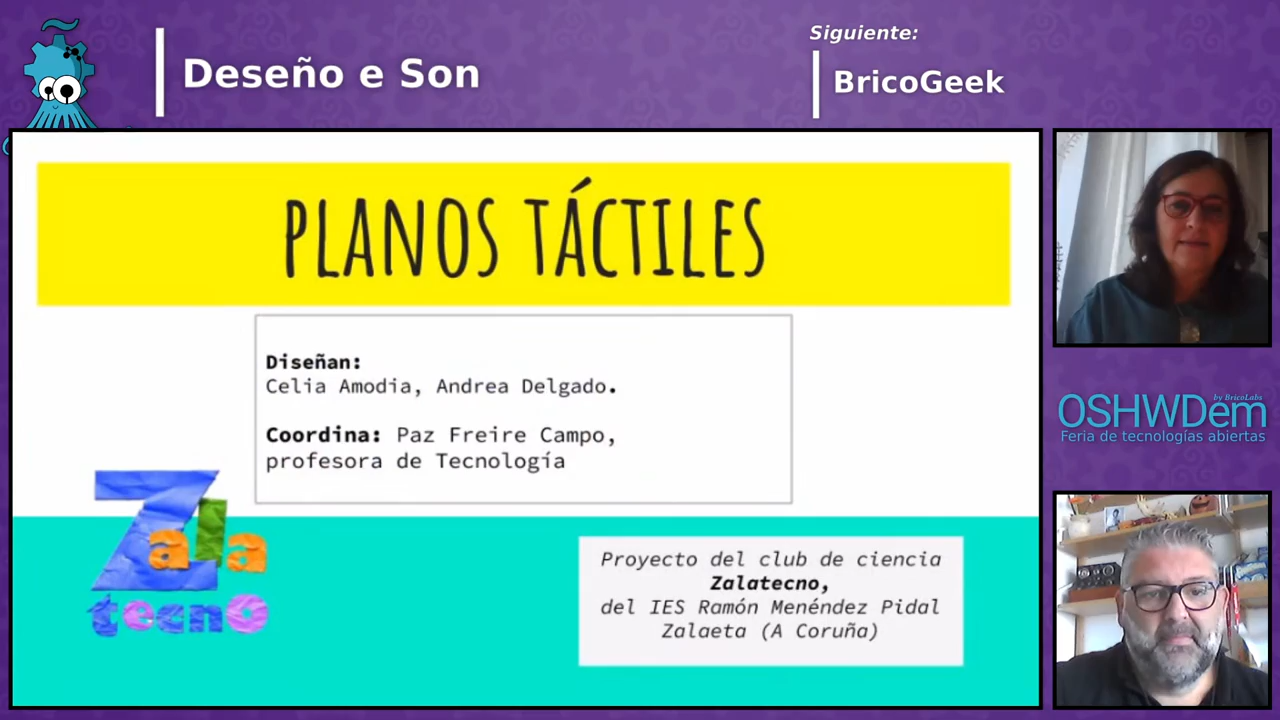 Deseño e Son
Siguiente:
BricoGeek
PLANOS TÁCTILES
Diseñan:
Celia Amodia, Andrea Delgado.
Coordina: Paz Freire Campo,
profesora de Tecnología
Zala
tecno
Proyecto del club de ciencia
Zalatecno,
del IES Ramón Menéndez Pidal
Zalaeta (A Coruña)
by BricoLabs
OSHWDem
Feria de tecnologías abiertas